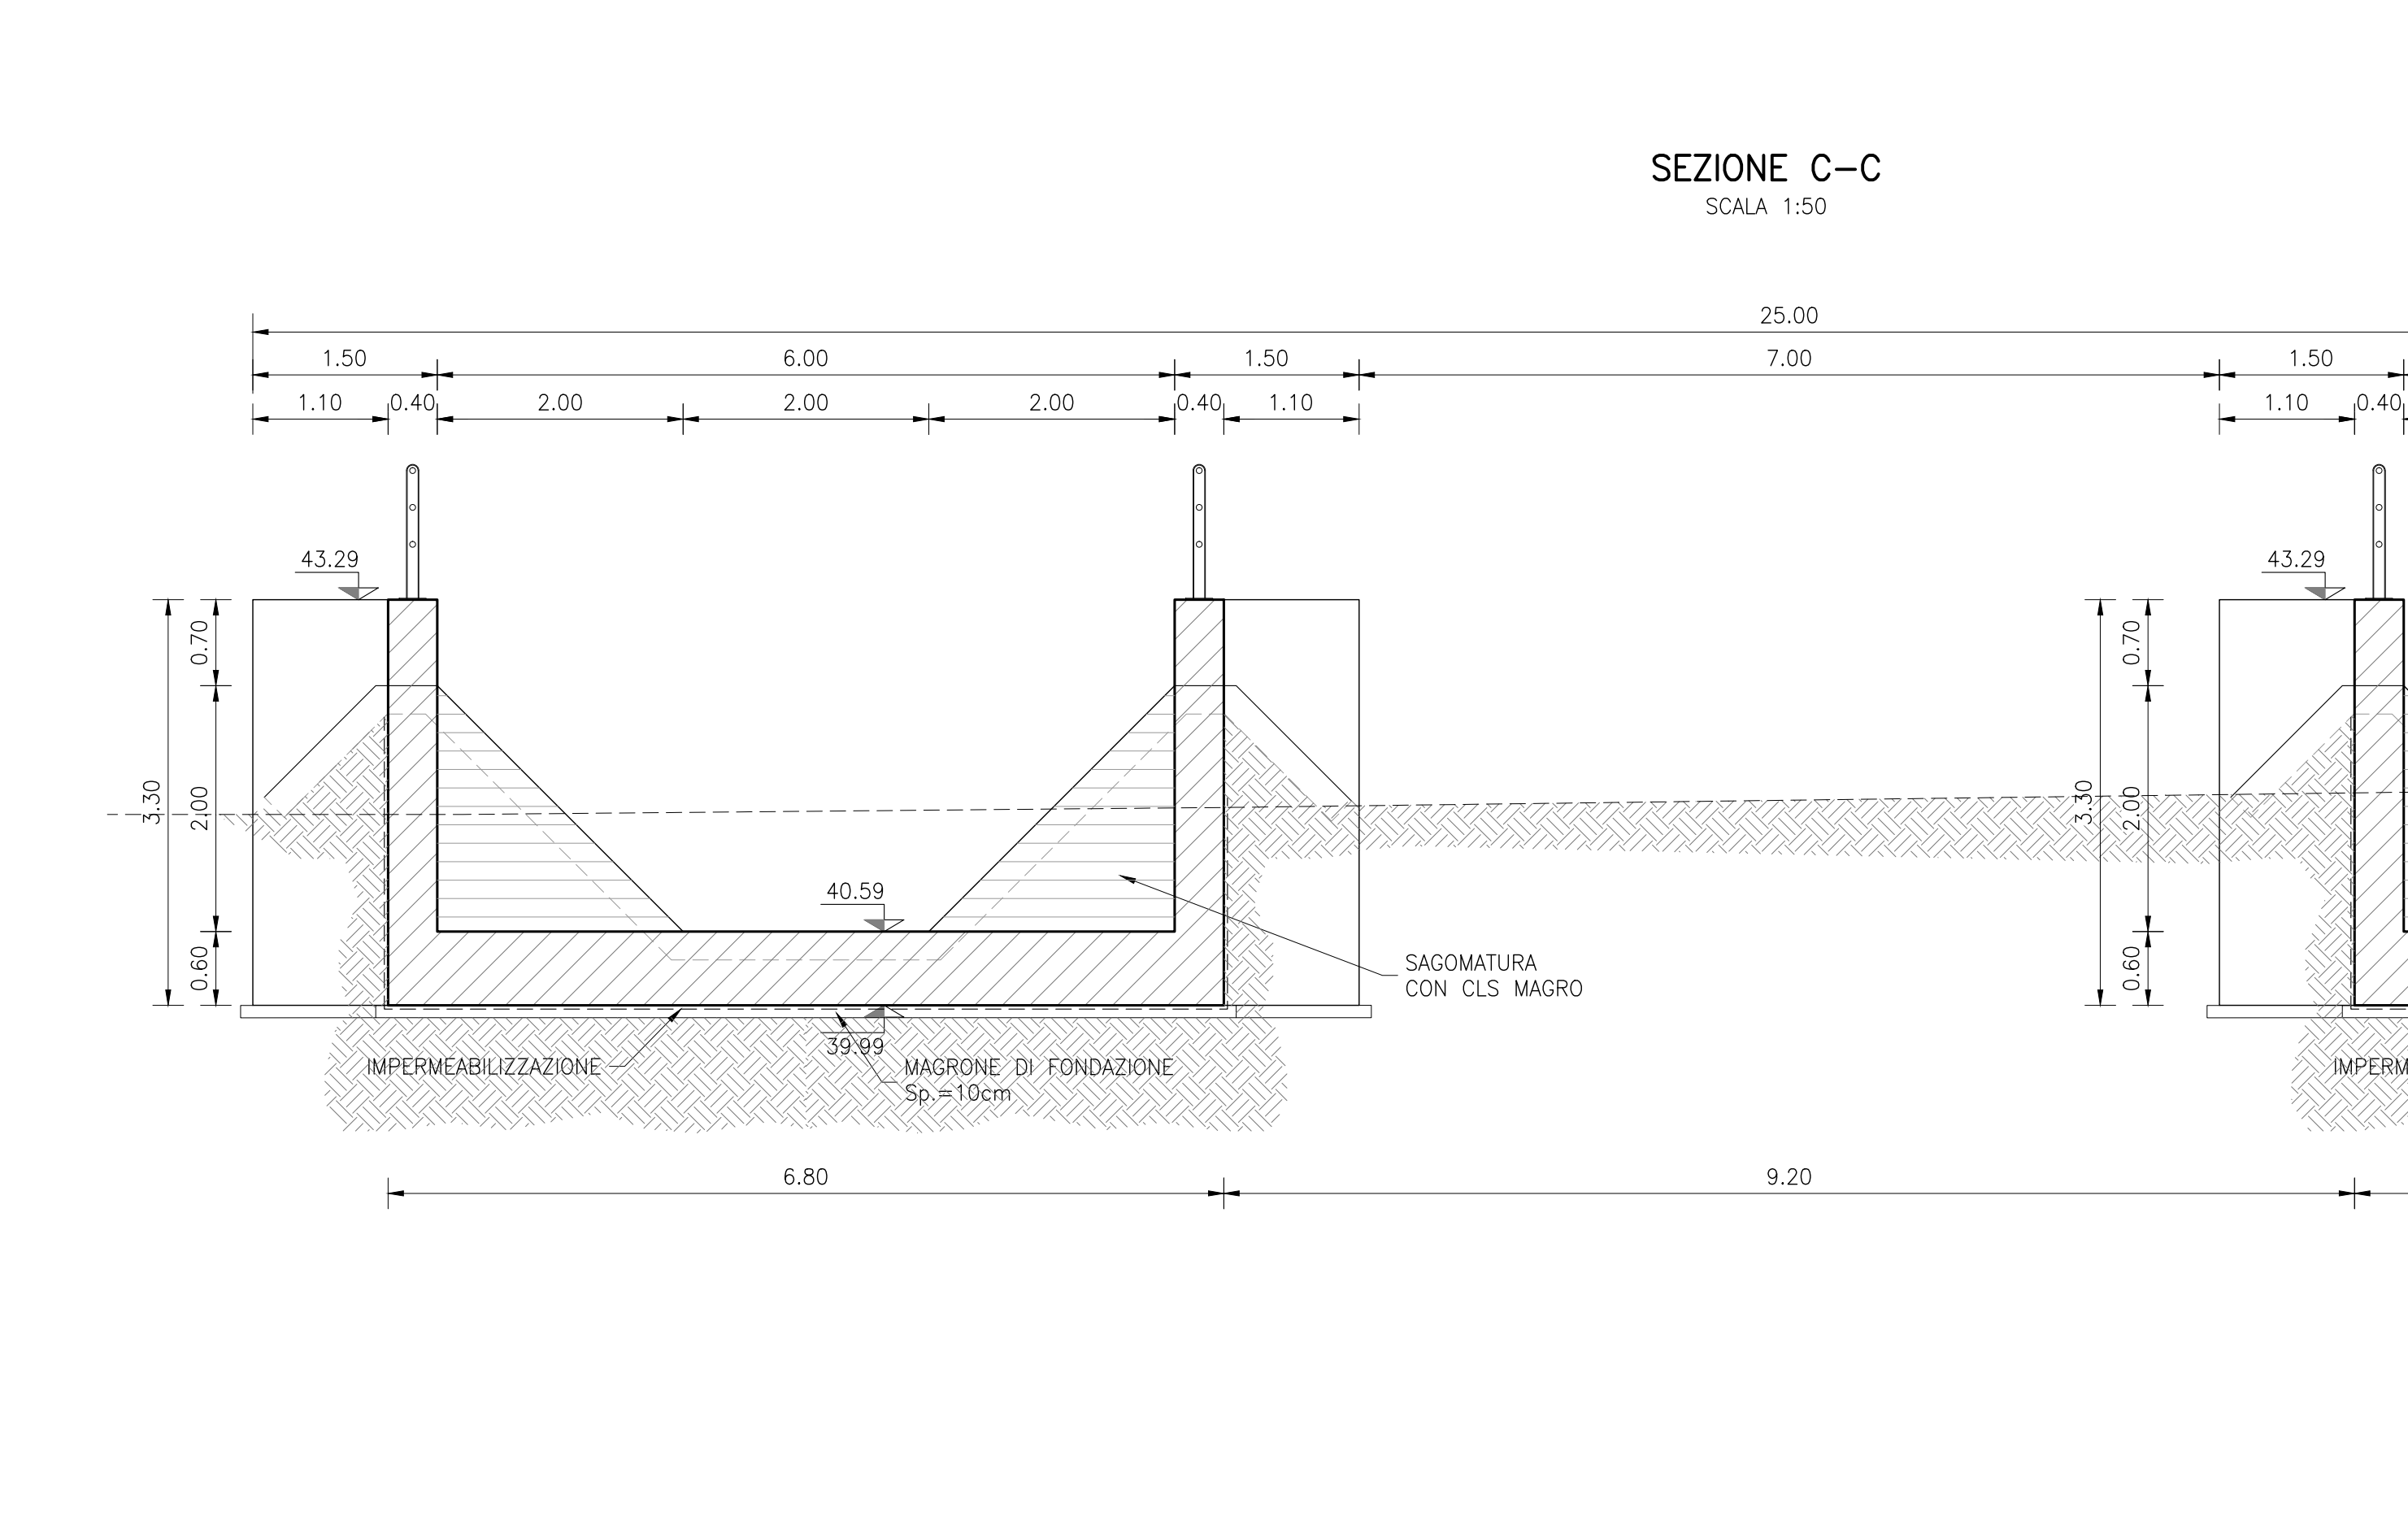 SEZIONE C-C
SCALA 1:50
25.00
1.50 6.00 1.50 7.00 1.50
1.10 0.40 2.00 2.00 2.00 0.40 1.10 1.10 0.40
43.29 43.29
0.70 0.70
3.30 2.00 3.30 2.00
40.59
0.60 0.60
SAGOMATURA
CON CLS MAGRO
39.99
IMPERMEABILIZZAZIONE MAGRONE DI FONDAZIONE IMPERM
Sp.=10cm
6.80 9.20